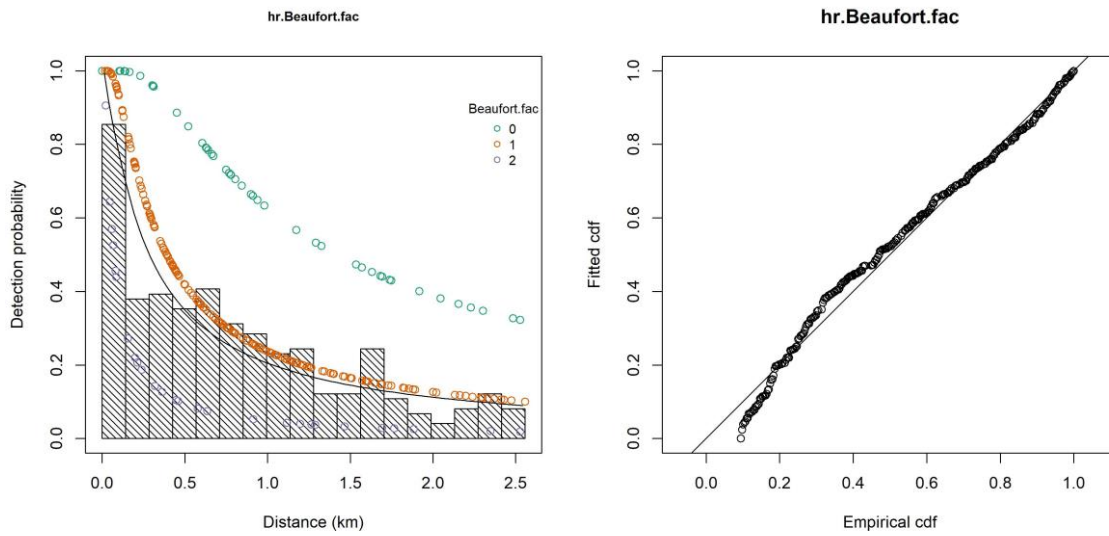 hr.Beaufort.fac
1.0
0.8
0.6
0.4
0.2
0.0
Detection probability
Beaufort.fac
0
1
2
0.0 0.5 1.0 1.5 2.0 2.5
Distance (km)
hr.Beaufort.fac
1.0
0.8
0.6
0.4
0.2
0.0
Fitted cdf
0.0 0.2 0.4 0.6 0.8 1.0
Empirical cdf